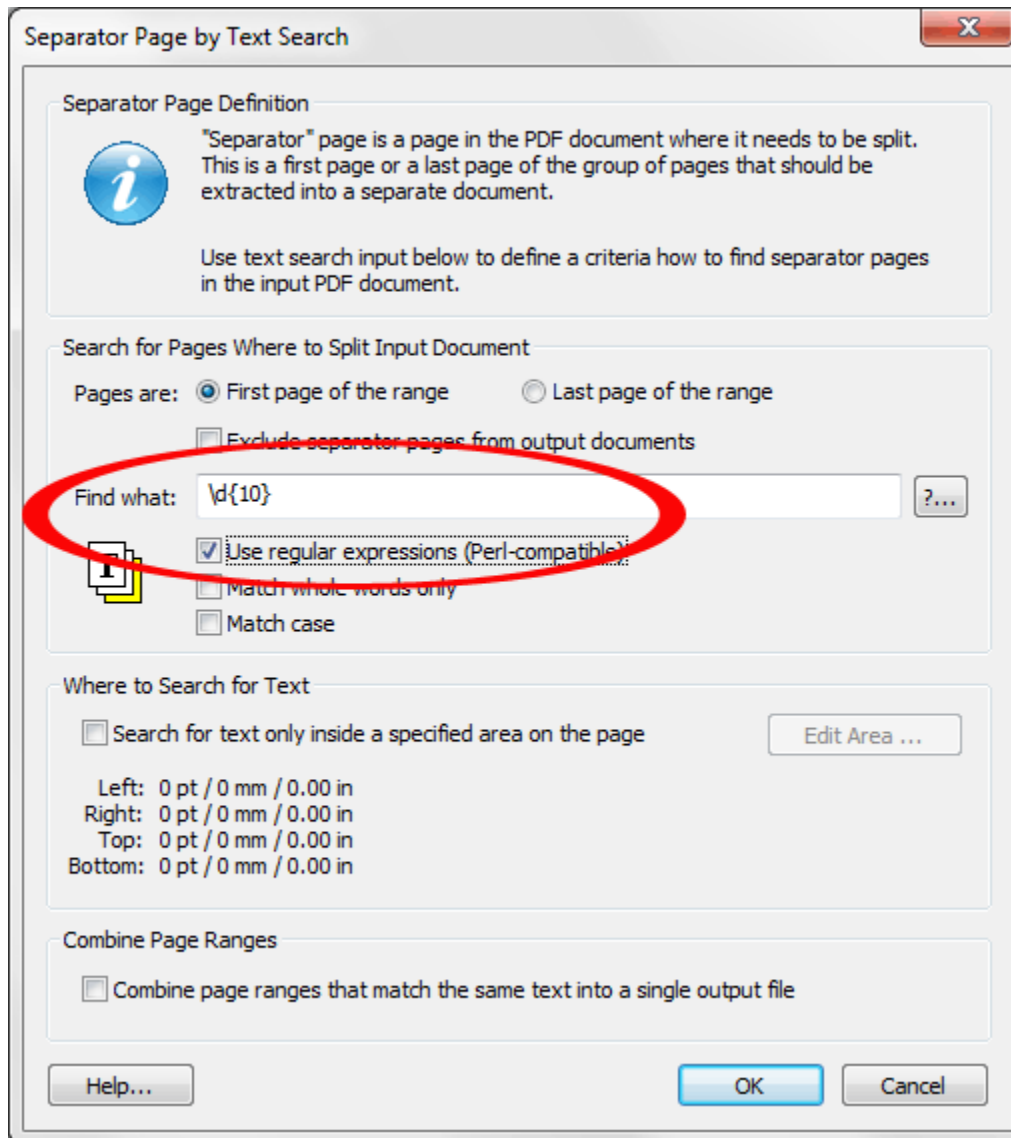 Separator Page by Text Search
Separator Page Definition
"Separator" page is a page in the PDF document where it needs to be split.
This is a first page or a last page of the group of pages that should be
extracted into a separate document.
Use text search input below to define a criteria how to find separator pages
in the input PDF document.
Search for Pages Where to Split Input Document
Pages are: First page of the range Last page of the range
Exclude separator pages from output documents
Find what: \d{10} ?...
Use regular expressions (Perl-compatible)
Match whole words only
Match case
Where to Search for Text
Search for text only inside a specified area on the page Edit Area ...
Left: 0 pt / 0 mm / 0.00 in
Right: 0 pt / 0 mm / 0.00 in
Top: 0 pt / 0 mm / 0.00 in
Bottom: 0 pt / 0 mm / 0.00 in
Combine Page Ranges
Combine page ranges that match the same text into a single output file
Help... OK Cancel